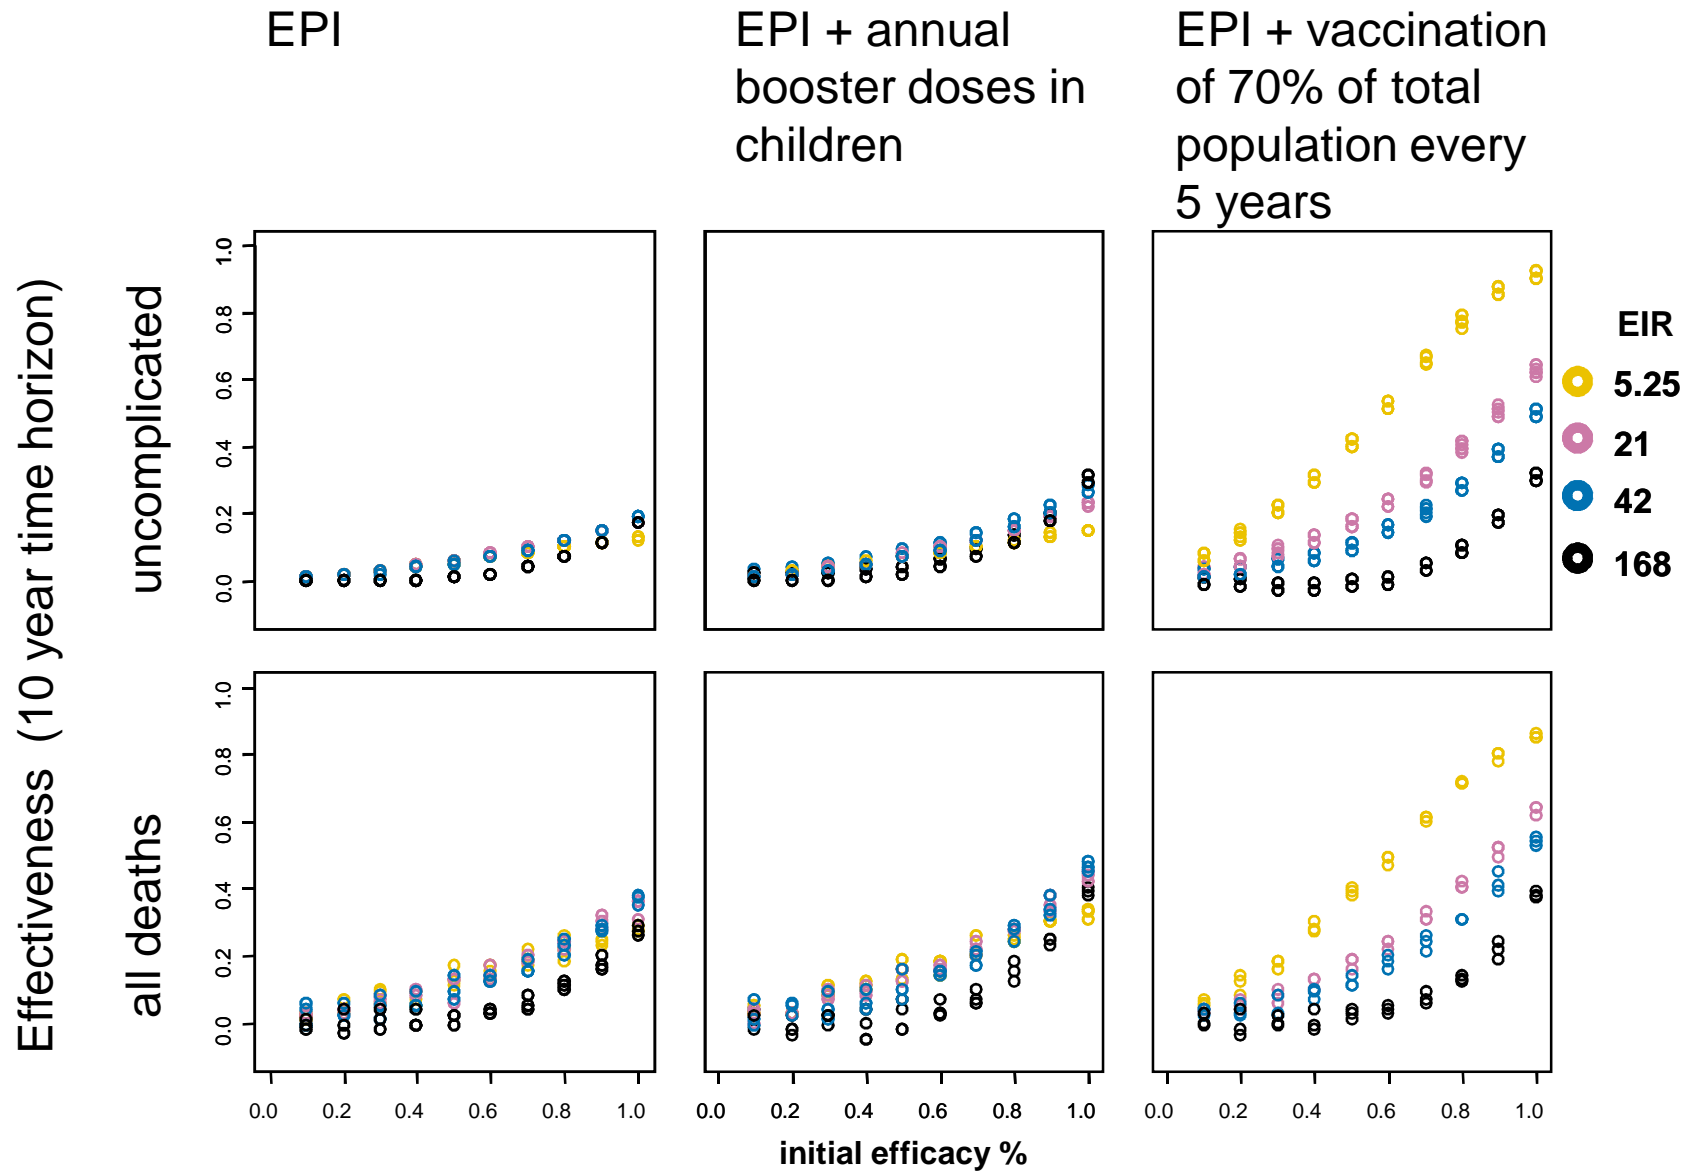 EPI
EPI + annual
booster doses in
children
EPI + vaccination
of 70% of total
population every
5 years
Effectiveness (10 year time horizon)
uncomplicated
1.0
0.8
0.6
0.4
0.2
0.0
EIR
5.25
21
42
168
all deaths
1.0
0.8
0.6
0.4
0.2
0.0
0.0 0.2 0.4 0.6 0.8 1.0
0.0 0.2 0.4 0.6 0.8 1.0
0.0 0.2 0.4 0.6 0.8 1.0
initial efficacy %